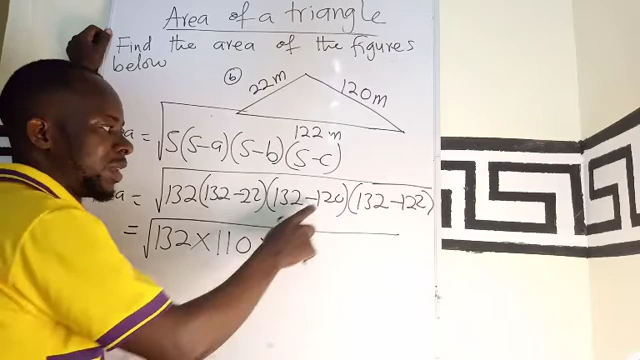 Area of a triangle
Find the area of the figures
below
ⓑ 22m 120m
122 m
a = √S(S-a)(S-b)(S-c)
a = √132(132-22)(132-120)(132-122)
= √132×110